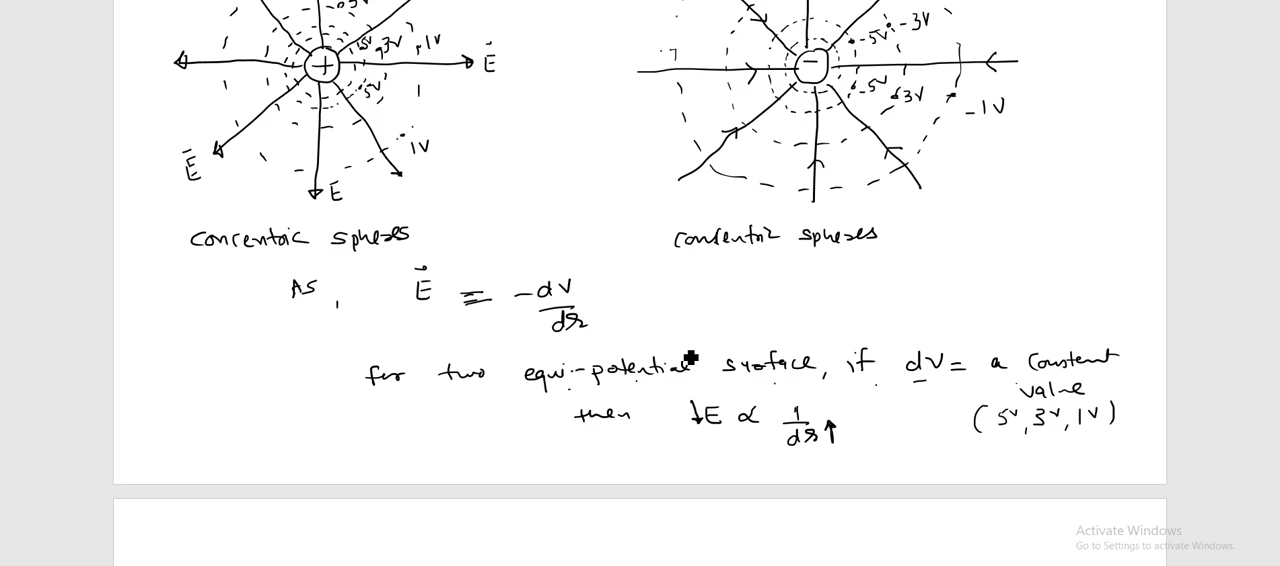 5V 3V 1V
E⃗
5V
1V
E⃗
E⃗
-5V -3V
-5V 3V
-1V
Concentric spheres
Concentric spheres
As, E⃗ = -dV/dr
for two equi-potential surface, if dV = a constant value
(5V, 3V, 1V)
then ↓E ∝ 1/dr↑
Activate Windows
Go to Settings to activate Windows.